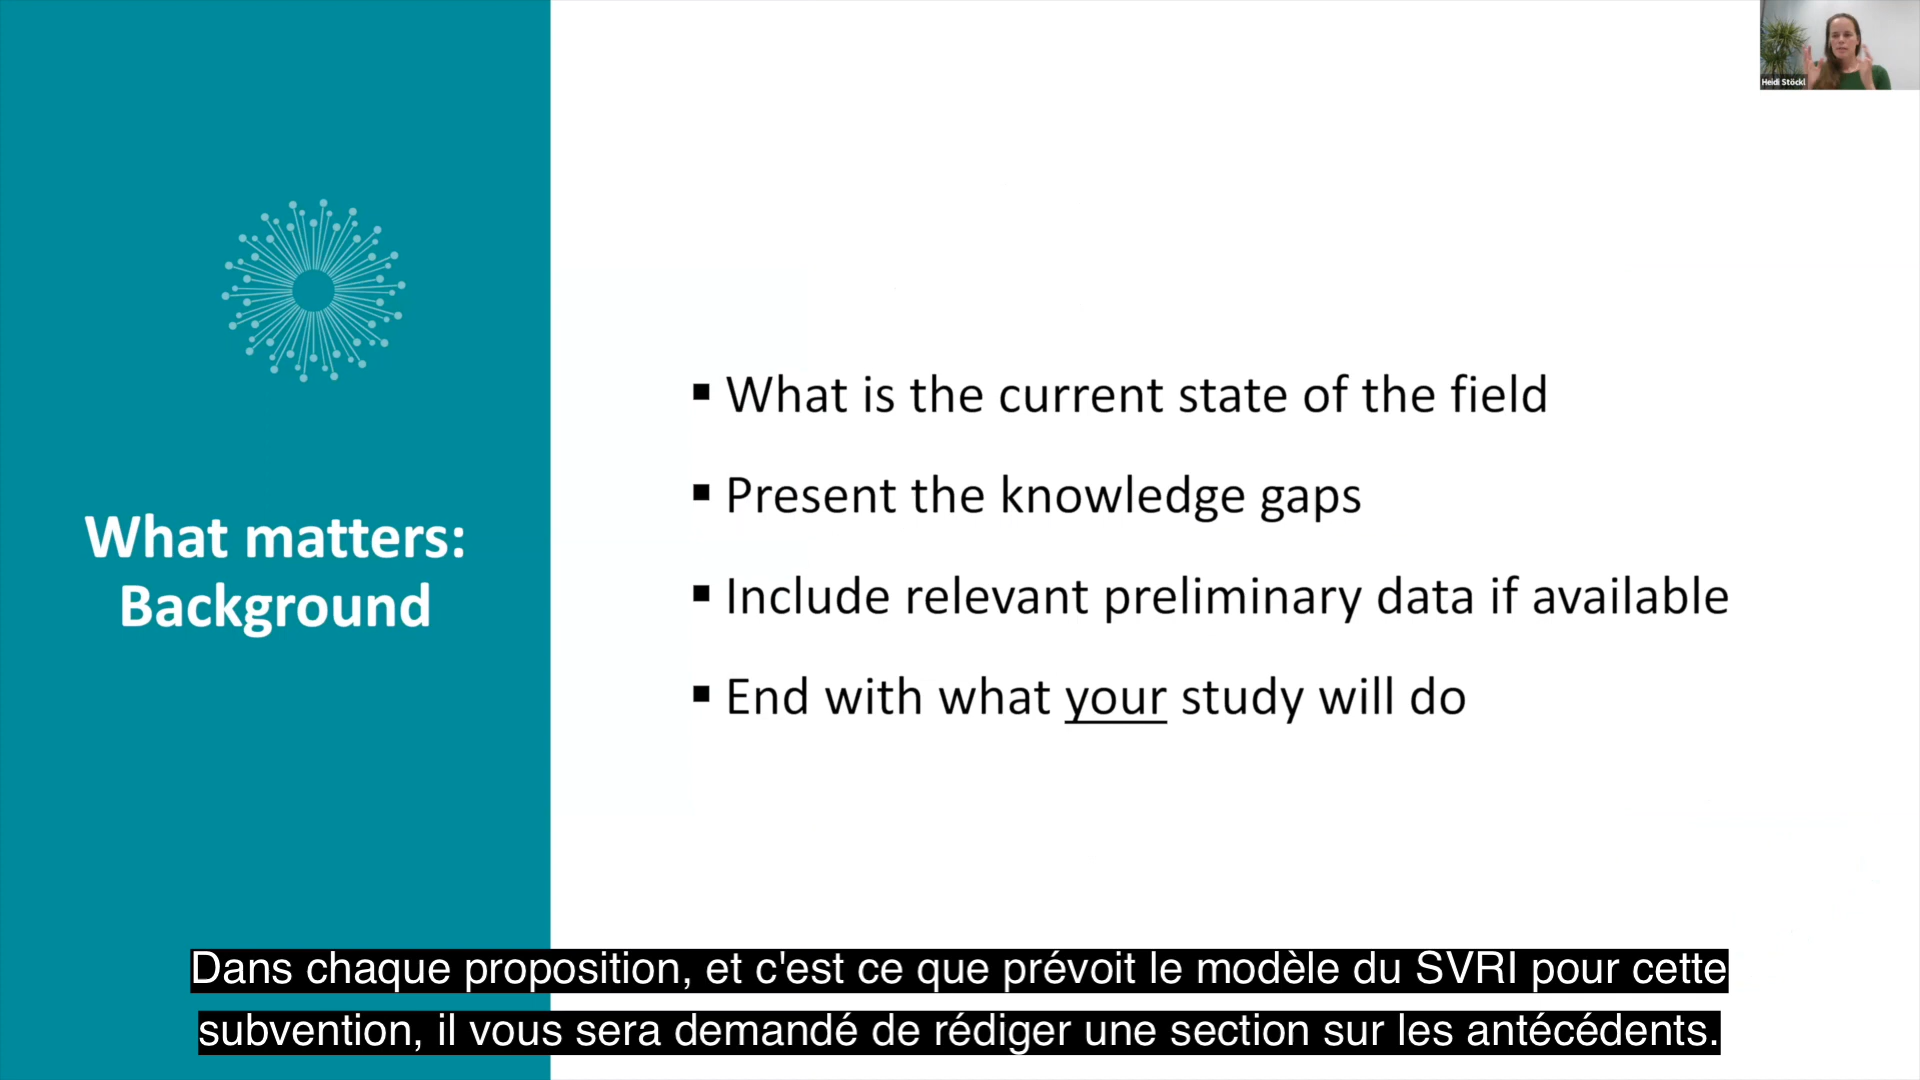 Heidi Stöckl
What matters:
Background
▪ What is the current state of the field
▪ Present the knowledge gaps
▪ Include relevant preliminary data if available
▪ End with what your study will do
Dans chaque proposition, et c'est ce que prévoit le modèle du SVRI pour cette
subvention, il vous sera demandé de rédiger une section sur les antécédents.